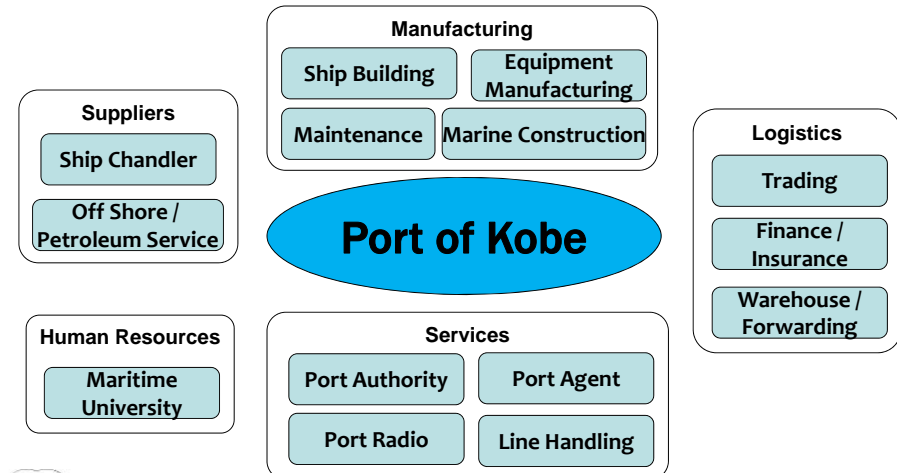 Manufacturing
Ship Building
Equipment
Manufacturing
Maintenance
Marine Construction
Suppliers
Ship Chandler
Off Shore /
Petroleum Service
Logistics
Trading
Finance /
Insurance
Warehouse /
Forwarding
Port of Kobe
Human Resources
Maritime
University
Services
Port Authority
Port Agent
Port Radio
Line Handling